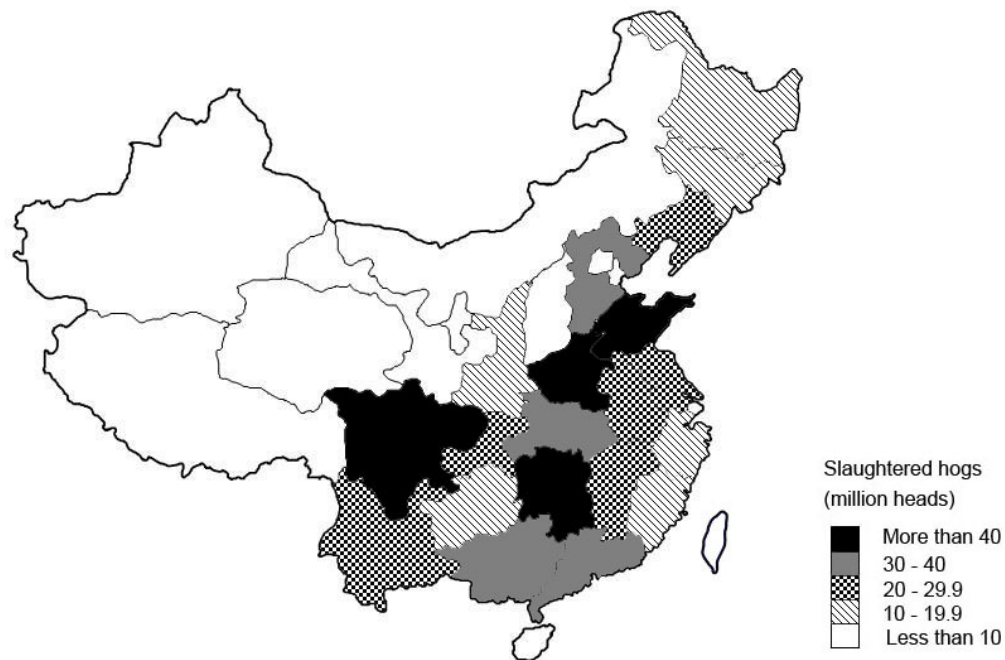 Slaughtered hogs
(million heads)
More than 40
30 - 40
20 - 29.9
10 - 19.9
Less than 10